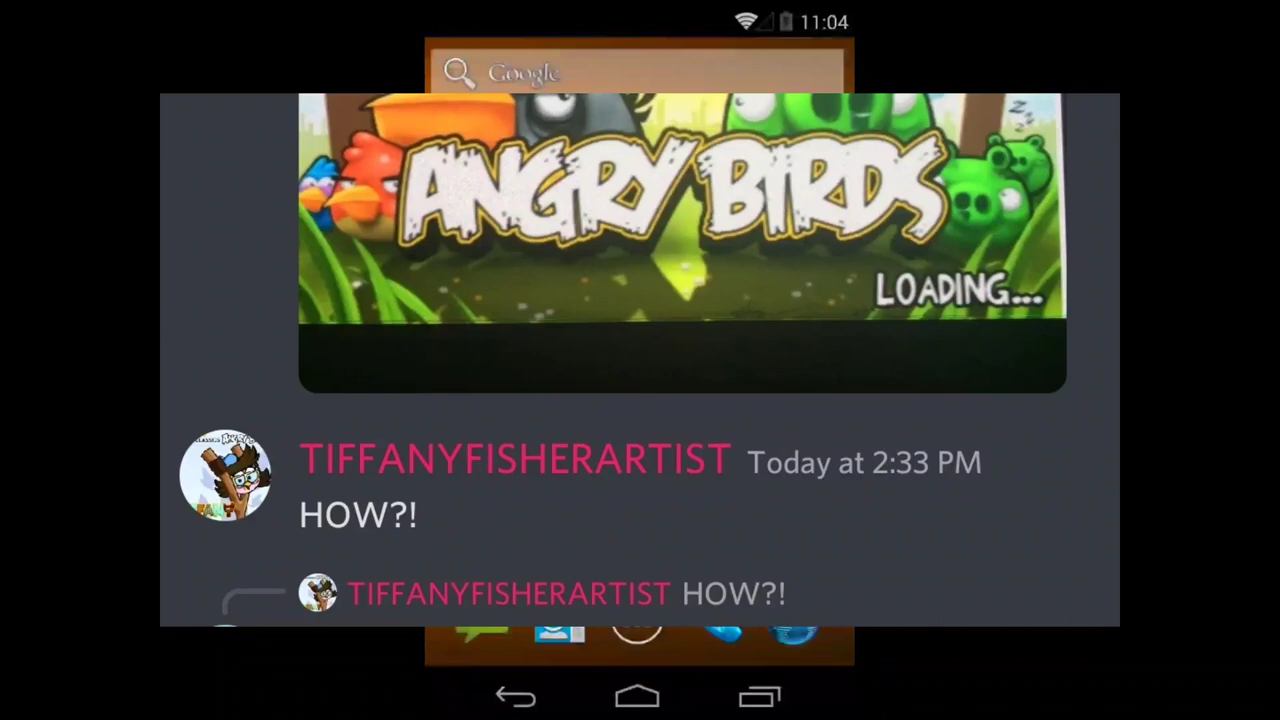 11:04
Google
ANGRY BIRDS
LOADING...
TIFFANYFISHERARTIST Today at 2:33 PM
HOW?!
TIFFANYFISHERARTIST HOW?!